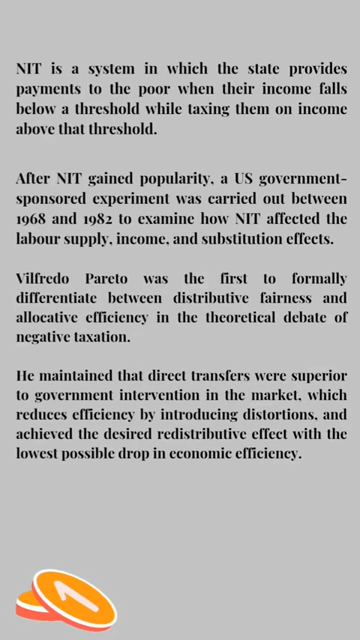 NIT is a system in which the state provides
payments to the poor when their income falls
below a threshold while taxing them on income
above that threshold.
After NIT gained popularity, a US government-
sponsored experiment was carried out between
1968 and 1982 to examine how NIT affected the
labour supply, income, and substitution effects.
Vilfredo Pareto was the first to formally
differentiate between distributive fairness and
allocative efficiency in the theoretical debate of
negative taxation.
He maintained that direct transfers were superior
to government intervention in the market, which
reduces efficiency by introducing distortions, and
achieved the desired redistributive effect with the
lowest possible drop in economic efficiency.